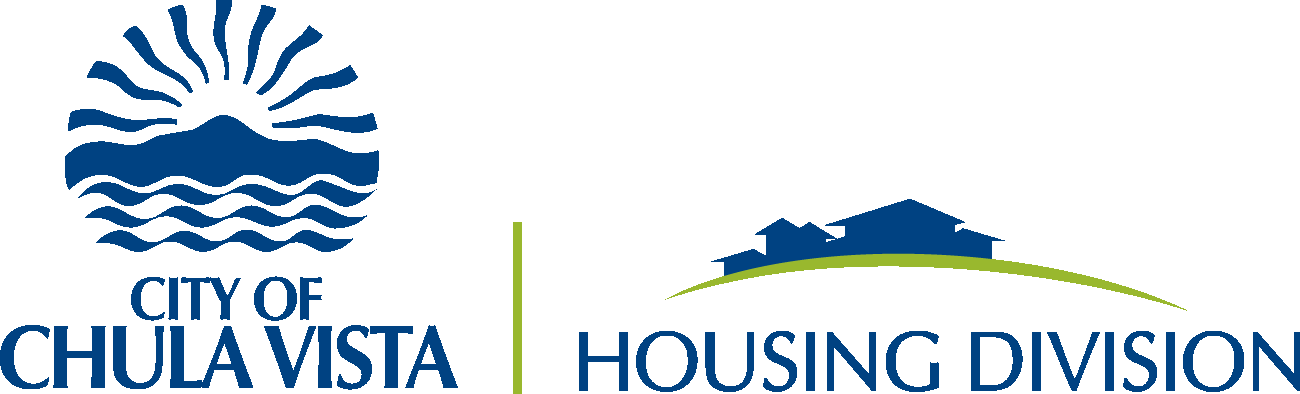 CITY OF
CHULA VISTA
HOUSING DIVISION